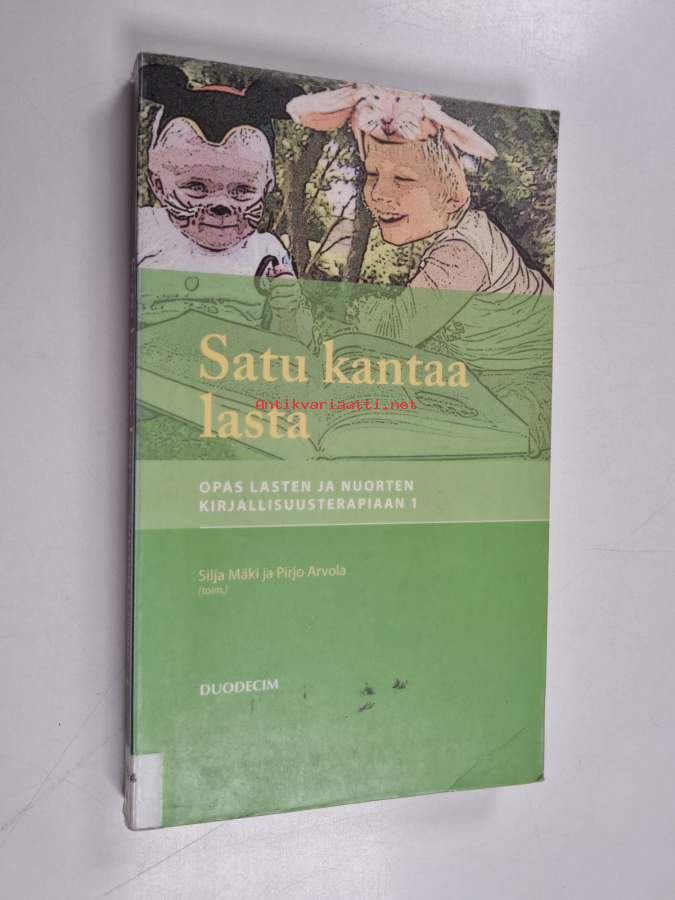 Satu kantaa
Antikvariaatti.net
lasta
OPAS LASTEN JA NUORTEN
KIRJALLISUUSTERAPIAAN 1
Silja Mäki ja Pirjo Arvola
(toim.)
DUODECIM